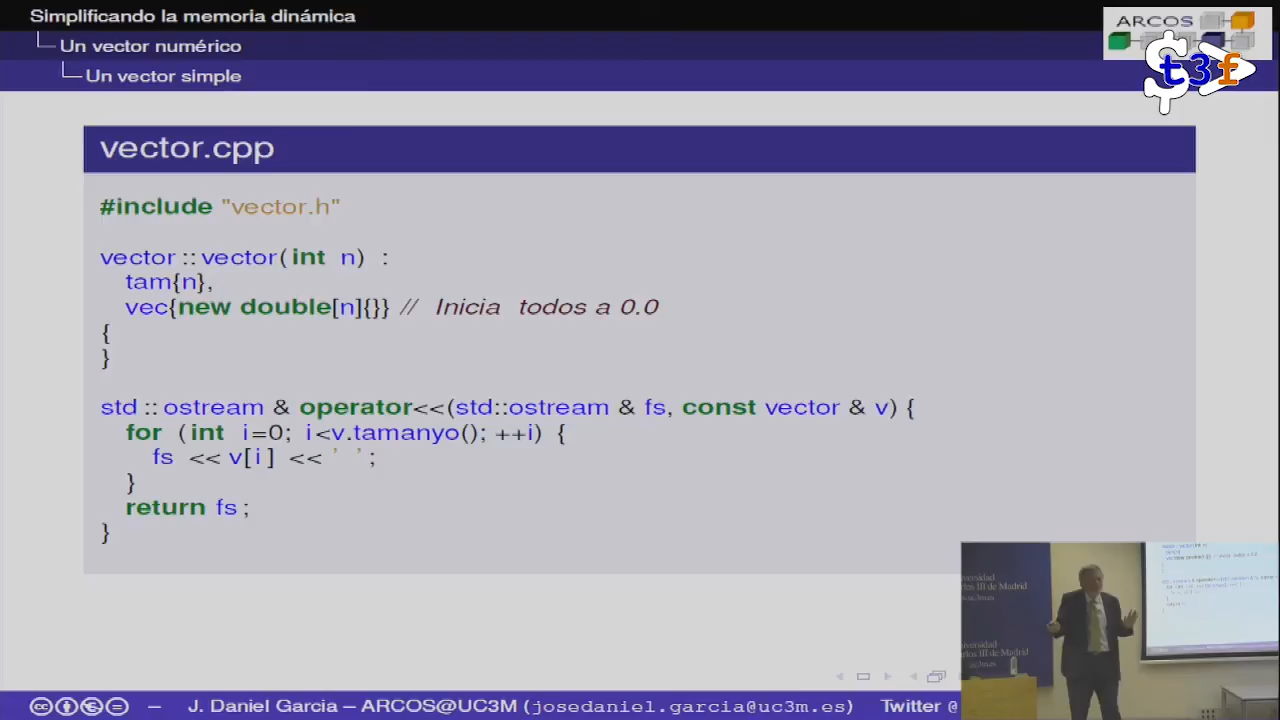 Simplificando la memoria dinámica
Un vector numérico
Un vector simple
ARCOS
$t3f
vector.cpp
#include "vector.h"
vector::vector(int n) :
tam{n},
vec{new double[n]{}} // Inicia todos a 0.0
{
}
std::ostream & operator<<(std::ostream & fs, const vector & v) {
for (int i=0; i<v.tamanyo(); ++i) {
fs << v[i] << ' ';
}
return fs;
}
J. Daniel Garcia – ARCOS@UC3M (josedaniel.garcia@uc3m.es) Twitter @